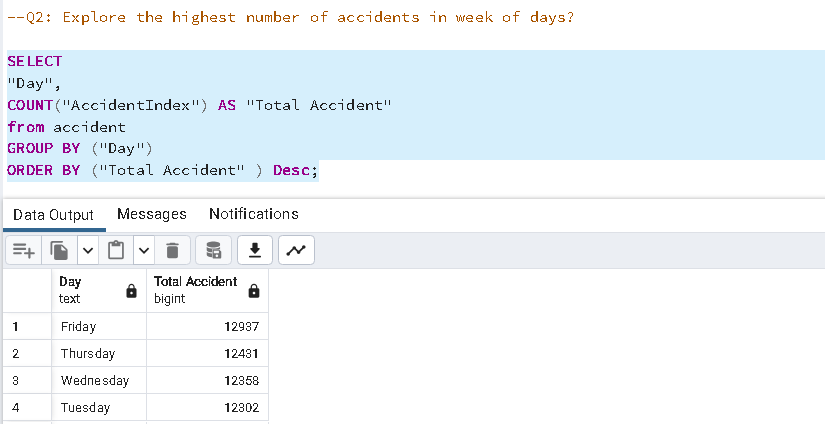 --Q2: Explore the highest number of accidents in week of days?
SELECT
"Day",
COUNT("AccidentIndex") AS "Total Accident"
from accident
GROUP BY ("Day")
ORDER BY ("Total Accident" ) Desc;
Data Output Messages Notifications
Day Total Accident
text bigint
1 Friday 12937
2 Thursday 12431
3 Wednesday 12358
4 Tuesday 12302